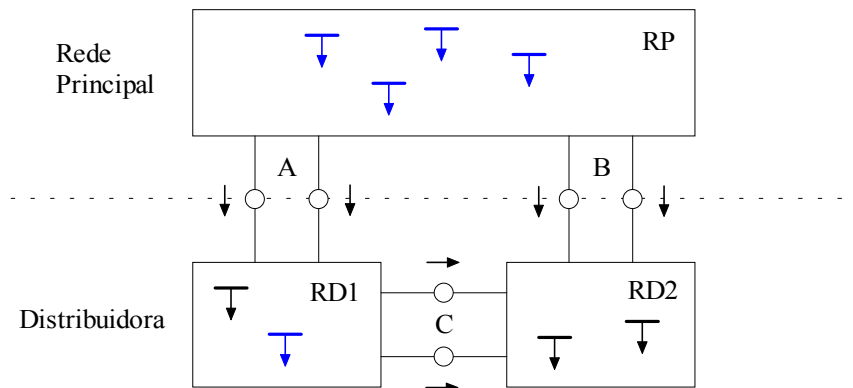 Rede
Principal
RP
A
B
Distribuidora
RD1
C
RD2